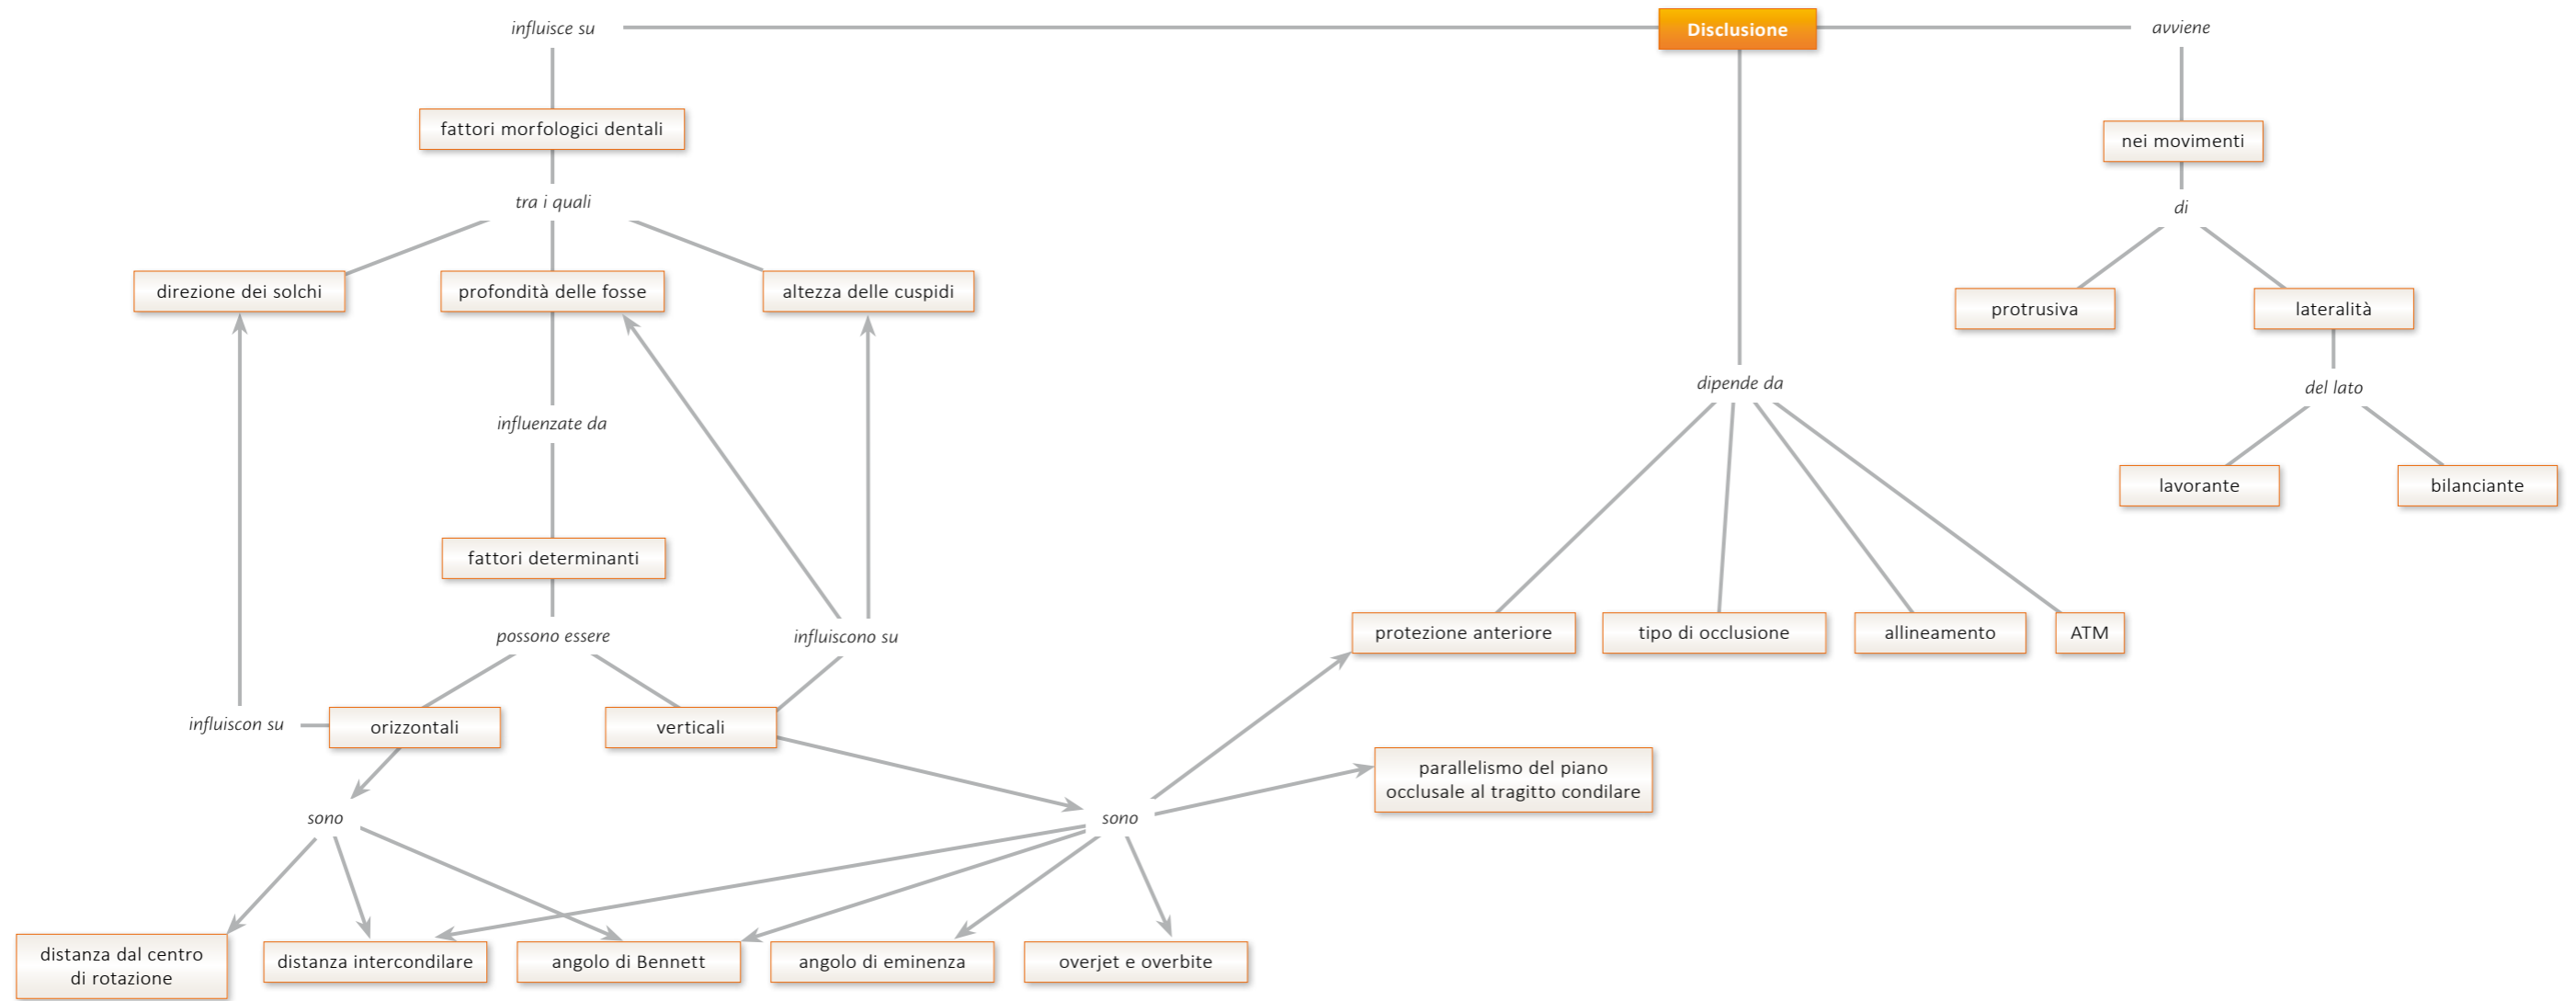 influisce su
Disclusione
avviene
fattori morfologici dentali
nei movimenti
tra i quali
di
direzione dei solchi
profondità delle fosse
altezza delle cuspidi
protrusiva
lateralità
dipende da
del lato
influenzate da
lavorante
bilanciante
fattori determinanti
possono essere
influiscono su
protezione anteriore
tipo di occlusione
allineamento
ATM
influiscon su
orizzontali
verticali
parallelismo del piano
occlusale al tragitto condilare
sono
sono
distanza dal centro
di rotazione
distanza intercondilare
angolo di Bennett
angolo di eminenza
overjet e overbite